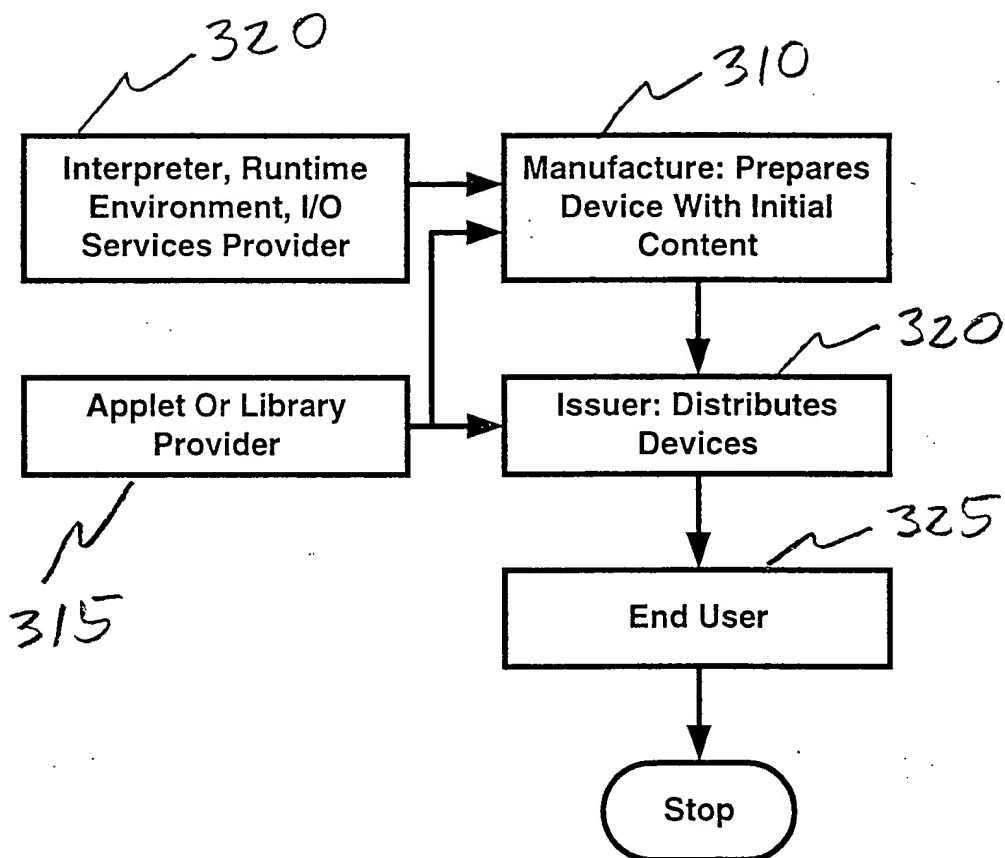 320
310
Interpreter, Runtime
Environment, I/O
Services Provider
Manufacture: Prepares
Device With Initial
Content
320
Applet Or Library
Provider
Issuer: Distributes
Devices
325
315
End User
Stop